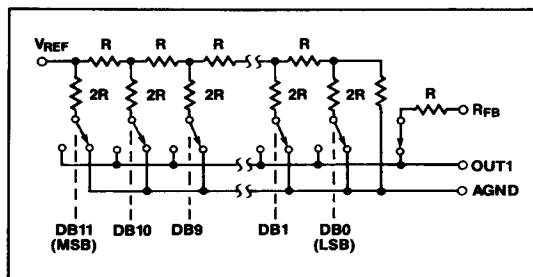 R R R R
VREF
2R 2R 2R 2R 2R
R
RFB
OUT1
AGND
DB11 DB10 DB9 DB1 DB0
(MSB) (LSB)